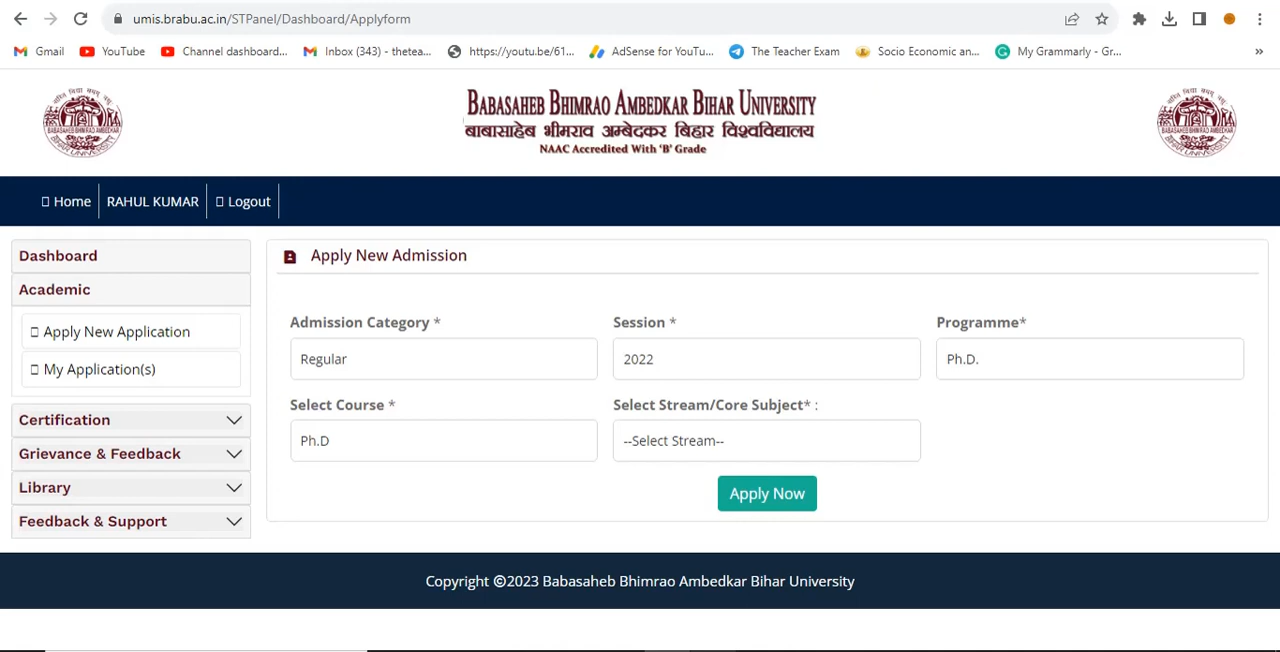 umis.brabu.ac.in/STPanel/Dashboard/Applyform
Gmail YouTube Channel dashboard... Inbox (343) - thetea... https://youtu.be/61... AdSense for YouTu... The Teacher Exam Socio Economic an... My Grammarly - Gr... »
BABASAHEB BHIMRAO AMBEDKAR BIHAR UNIVERSITY
बाबासाहेब भीमराव अम्बेदकर बिहार विश्वविद्यालय
NAAC Accredited With 'B' Grade
Home RAHUL KUMAR Logout
Dashboard
Academic
Apply New Application
My Application(s)
Certification
Grievance & Feedback
Library
Feedback & Support
Apply New Admission
Admission Category * Session * Programme*
Regular 2022 Ph.D.
Select Course * Select Stream/Core Subject* :
Ph.D --Select Stream--
Apply Now
Copyright ©2023 Babasaheb Bhimrao Ambedkar Bihar University